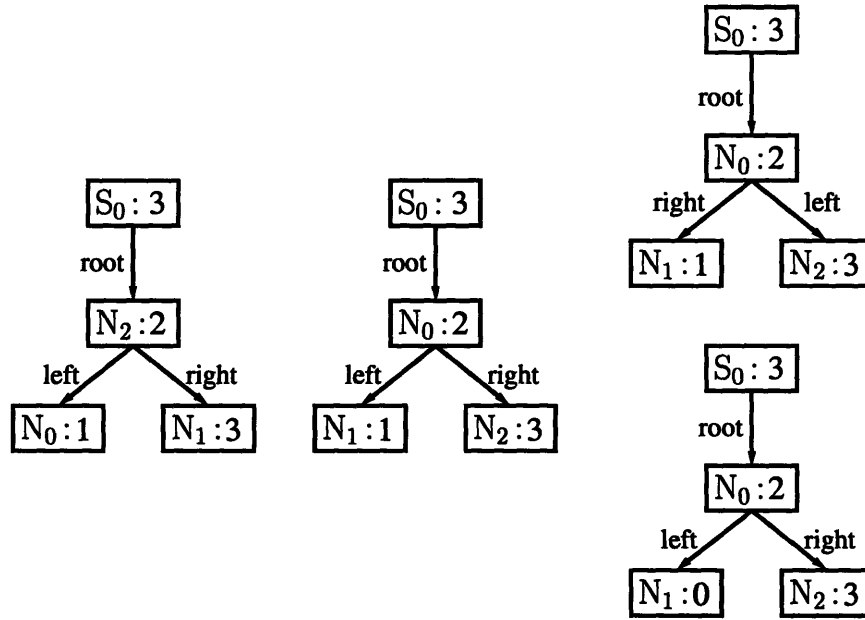 S₀ : 3
root
N₂ : 2
left right
N₀ : 1 N₁ : 3
S₀ : 3
root
N₀ : 2
left right
N₁ : 1 N₂ : 3
S₀ : 3
root
N₀ : 2
right left
N₁ : 1 N₂ : 3
S₀ : 3
root
N₀ : 2
left right
N₁ : 0 N₂ : 3